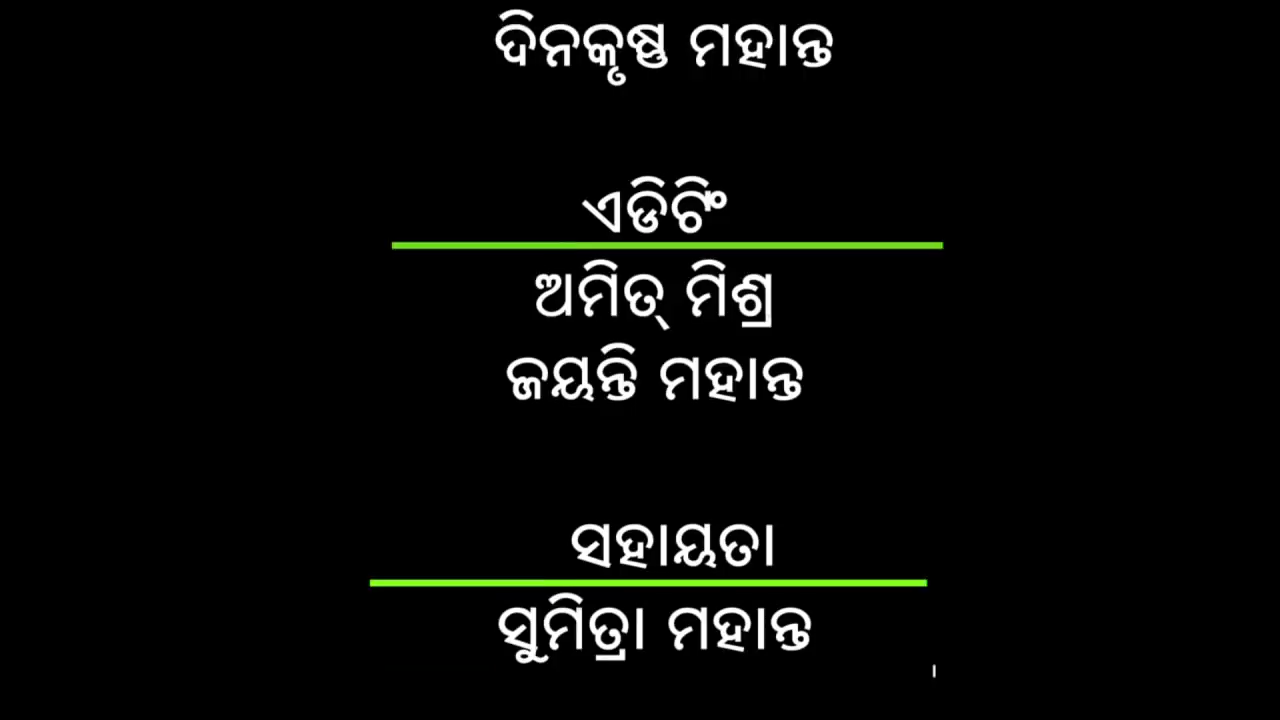 ଦିନକୃଷ୍ଣ ମହାନ୍ତ
ଏଡିଟିଂ
ଅମିତ୍ ମିଶ୍ର
ଜୟନ୍ତି ମହାନ୍ତ
ସହାୟତା
ସୁମିତ୍ରା ମହାନ୍ତ